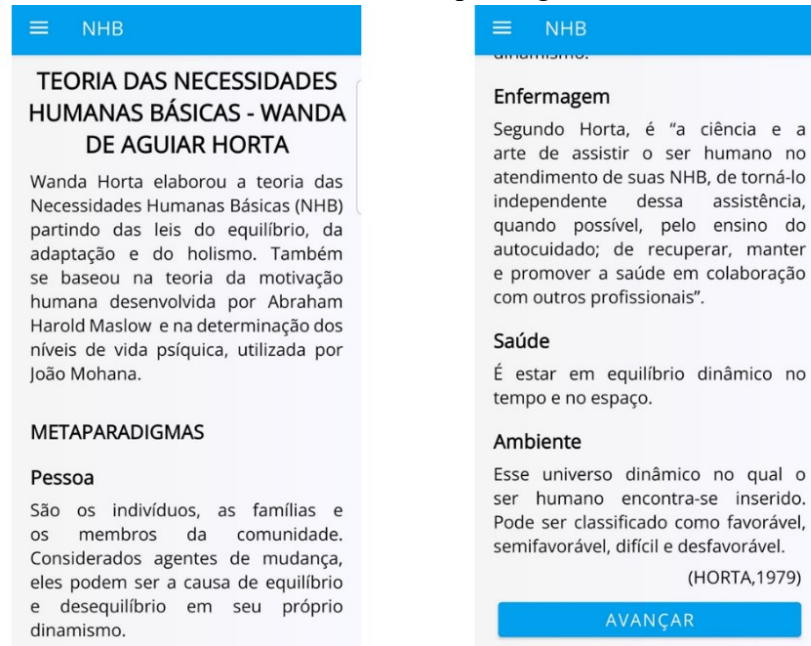 NHB
TEORIA DAS NECESSIDADES
HUMANAS BÁSICAS - WANDA
DE AGUIAR HORTA
Wanda Horta elaborou a teoria das
Necessidades Humanas Básicas (NHB)
partindo das leis do equilíbrio, da
adaptação e do holismo. Também
se baseou na teoria da motivação
humana desenvolvida por Abraham
Harold Maslow e na determinação dos
níveis de vida psíquica, utilizada por
João Mohana.
METAPARADIGMAS
Pessoa
São os indivíduos, as famílias e
os membros da comunidade.
Considerados agentes de mudança,
eles podem ser a causa de equilíbrio
e desequilíbrio em seu próprio
dinamismo.
NHB
dinamismo.
Enfermagem
Segundo Horta, é “a ciência e a
arte de assistir o ser humano no
atendimento de suas NHB, de torná-lo
independente dessa assistência,
quando possível, pelo ensino do
autocuidado; de recuperar, manter
e promover a saúde em colaboração
com outros profissionais”.
Saúde
É estar em equilíbrio dinâmico no
tempo e no espaço.
Ambiente
Esse universo dinâmico no qual o
ser humano encontra-se inserido.
Pode ser classificado como favorável,
semifavorável, difícil e desfavorável.
(HORTA,1979)
AVANÇAR